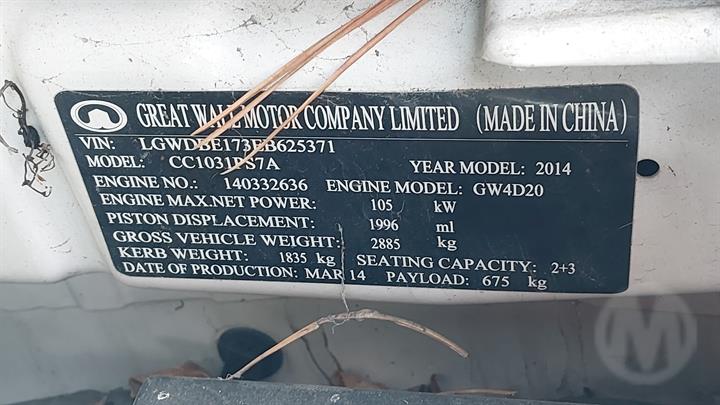 GREAT WALL MOTOR COMPANY LIMITED (MADE IN CHINA)
VIN: LGWDBE173EB625371
MODEL: CC1031PS7A YEAR MODEL: 2014
ENGINE NO.: 140332636 ENGINE MODEL: GW4D20
ENGINE MAX.NET POWER: 105 kW
PISTON DISPLACEMENT: 1996 ml
GROSS VEHICLE WEIGHT: 2885 kg
KERB WEIGHT: 1835 kg SEATING CAPACITY: 2+3
DATE OF PRODUCTION: MAR 14 PAYLOAD: 675 kg
M